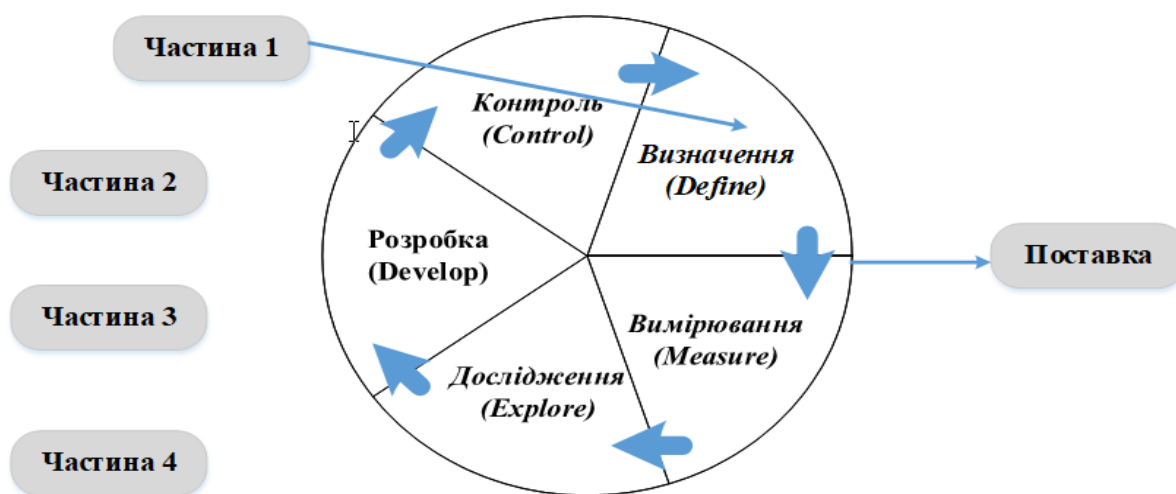 Частина 1
Контроль
(Control)
Визначення
(Define)
Частина 2
Розробка
(Develop)
Поставка
Частина 3
Вимірювання
(Measure)
Дослідження
(Explore)
Частина 4